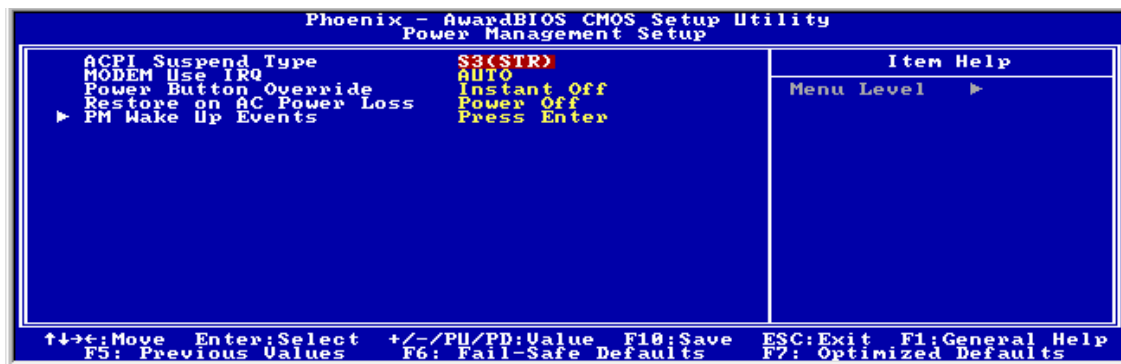 Phoenix - AwardBIOS CMOS Setup Utility
Power Management Setup
ACPI Suspend Type S3(STR)
MODEM Use IRQ AUTO
Power Button Override Instant Off
Restore on AC Power Loss Power Off
► PM Wake Up Events Press Enter
Item Help
Menu Level ►
↑↓→←:Move Enter:Select +/-/PU/PD:Value F10:Save ESC:Exit F1:General Help
F5: Previous Values F6: Fail-Safe Defaults F7: Optimized Defaults